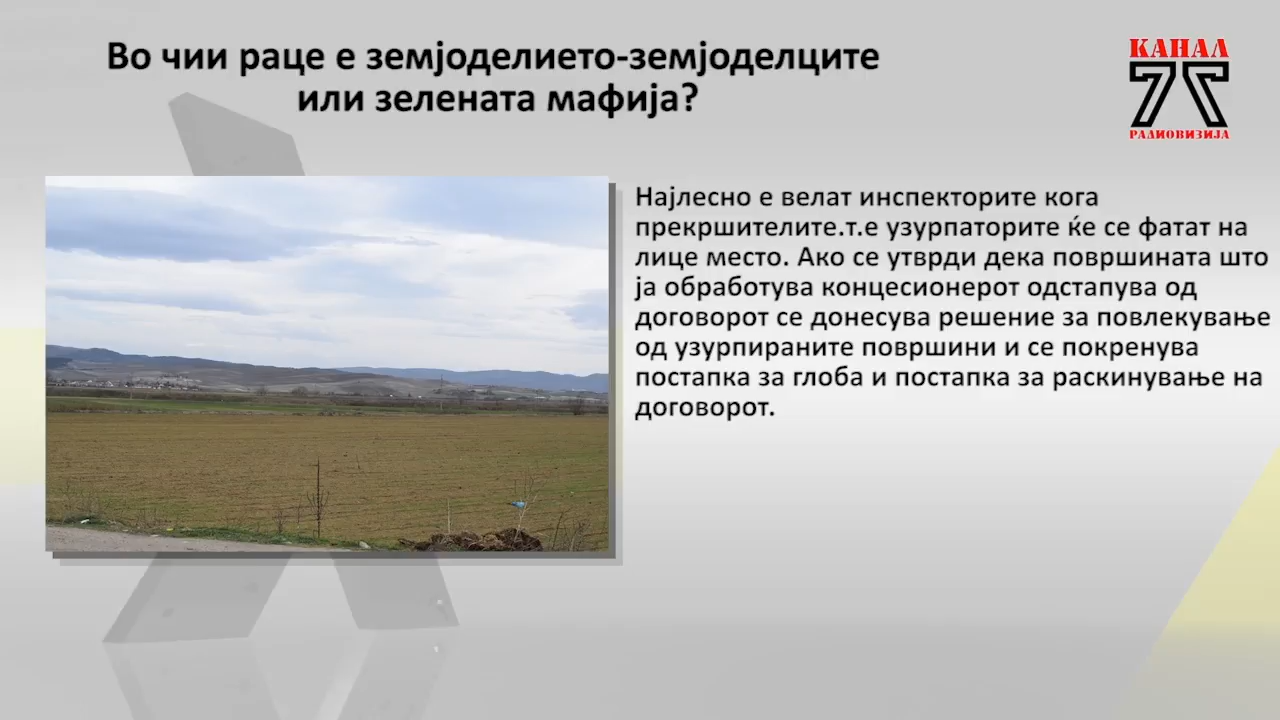 Во чии раце е земјоделието-земјоделците
или зелената мафија?
КАНАЛ
77
РАДИОВИЗИЈА
Најлесно е велат инспекторите кога
прекршителите.т.е узурпаторите ќе се фатат на
лице место. Ако се утврди дека површината што
ја обработува концесионерот одстапува од
договорот се донесува решение за повлекување
од узурпираните површини и се покренува
постапка за глоба и постапка за раскинување на
договорот.